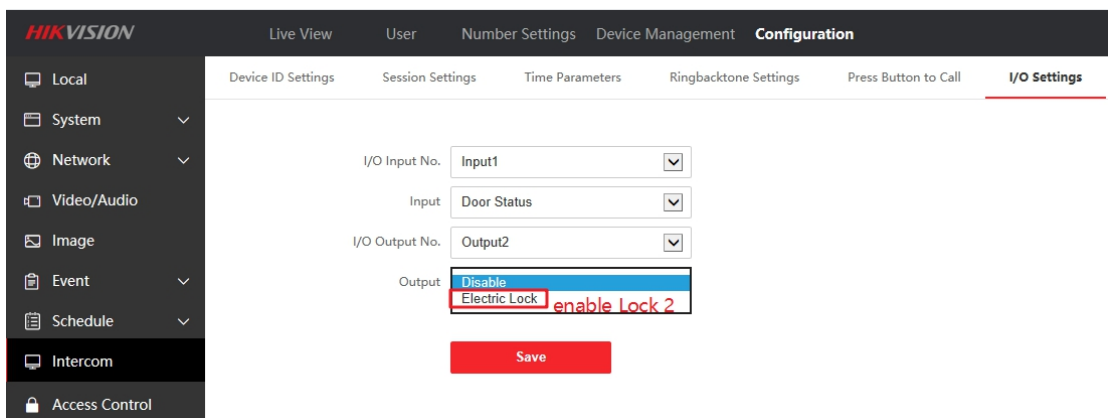 HIKVISION
Live View User Number Settings Device Management Configuration
Local
System
Network
Video/Audio
Image
Event
Schedule
Intercom
Access Control
Device ID Settings Session Settings Time Parameters Ringbacktone Settings Press Button to Call I/O Settings
I/O Input No. Input1
Input Door Status
I/O Output No. Output2
Output Disable
Electric Lock enable Lock 2
Save